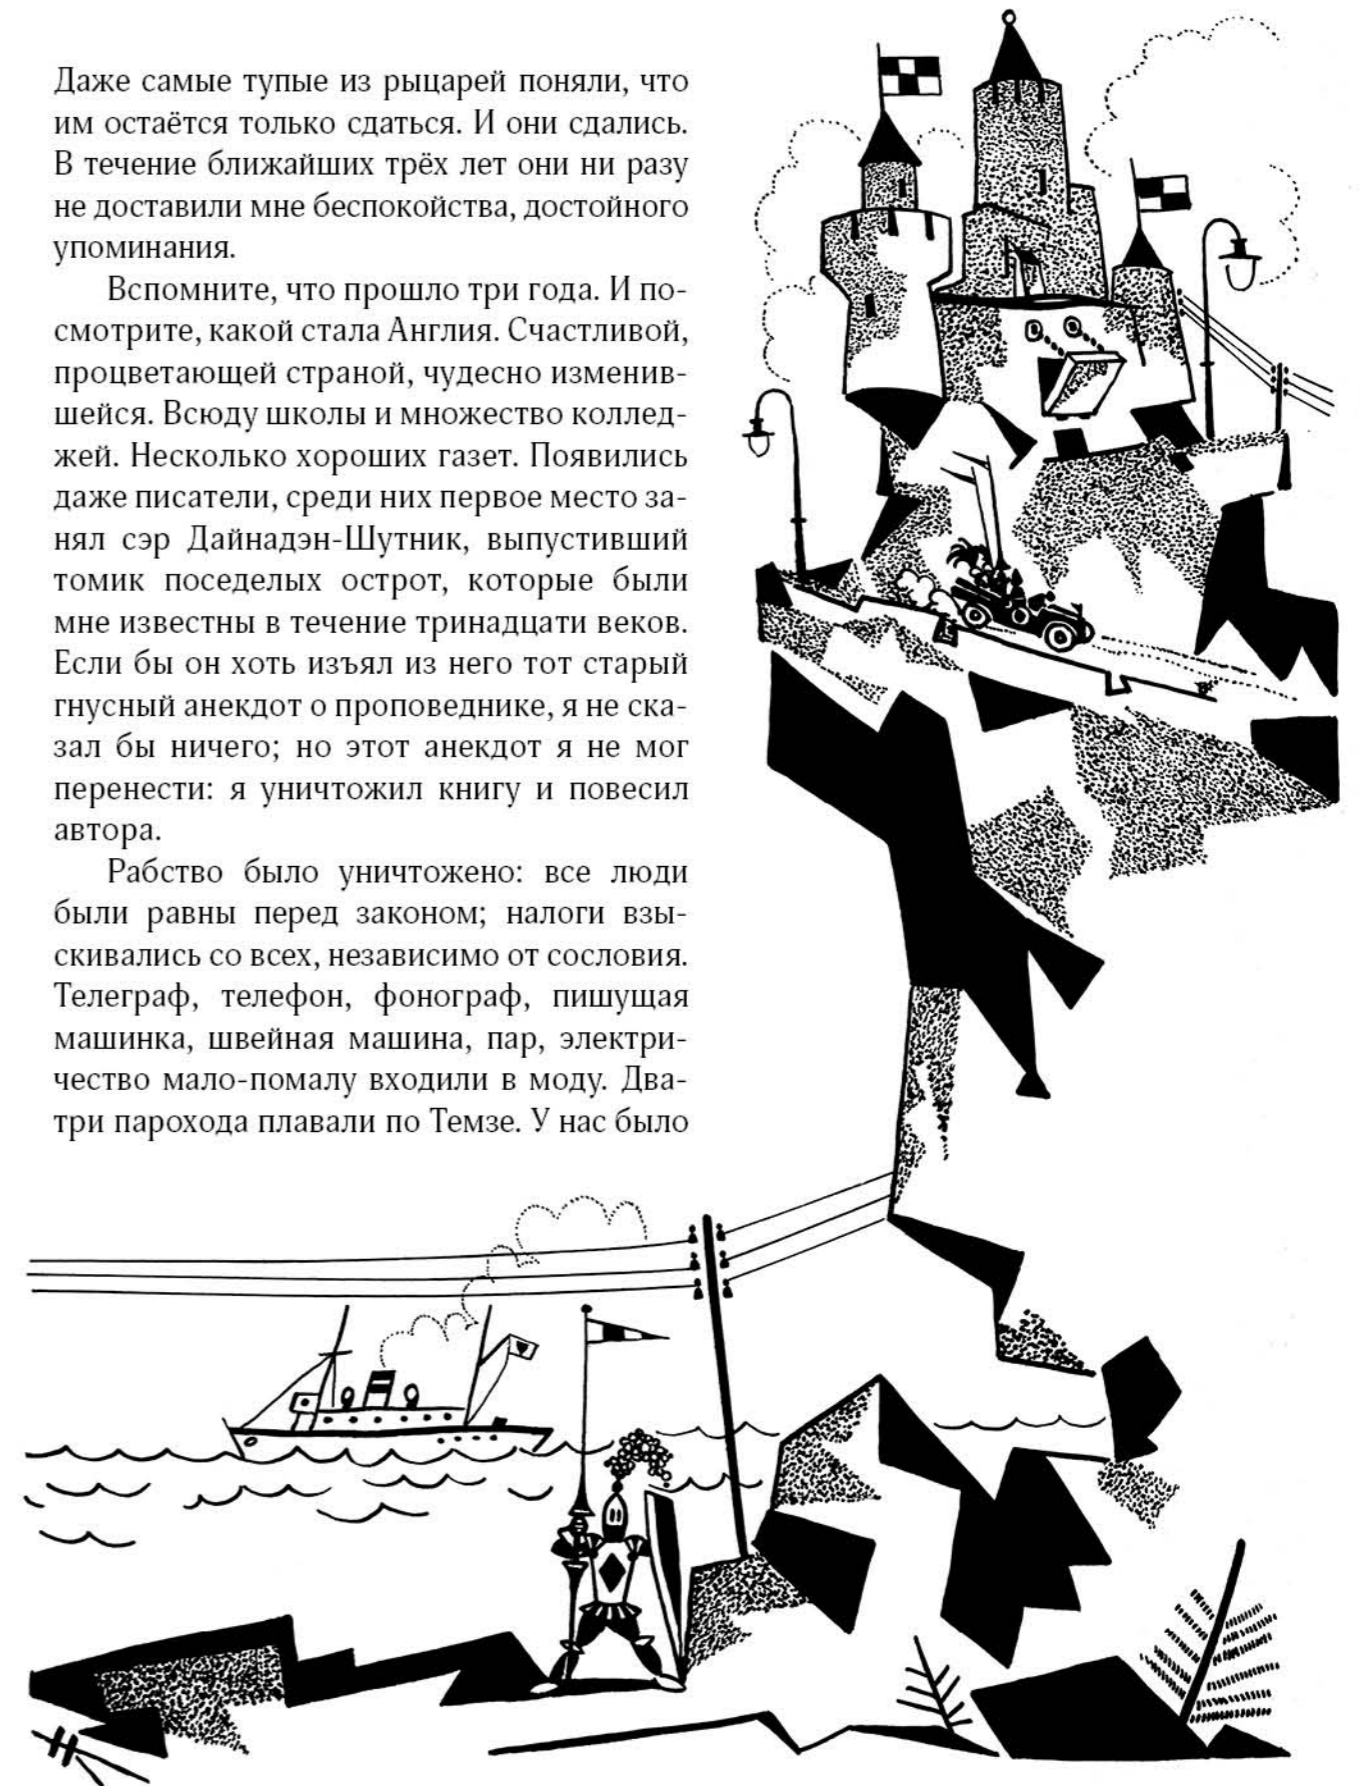 Даже самые тупые из рыцарей поняли, что
им остаётся только сдаться. И они сдались.
В течение ближайших трёх лет они ни разу
не доставили мне беспокойства, достойного
упоминания.
Вспомните, что прошло три года. И по-
смотрите, какой стала Англия. Счастливой,
процветающей страной, чудесно изменив-
шейся. Всюду школы и множество коллед-
жей. Несколько хороших газет. Появились
даже писатели, среди них первое место за-
нял сэр Дайнадэн-Шутник, выпустивший
томик поседелых острот, которые были
мне известны в течение тринадцати веков.
Если бы он хоть изъял из него тот старый
гнусный анекдот о проповеднике, я не ска-
зал бы ничего; но этот анекдот я не мог
перенести: я уничтожил книгу и повесил
автора.
Рабство было уничтожено: все люди
были равны перед законом; налоги взы-
скивались со всех, независимо от сословия.
Телеграф, телефон, фонограф, пишущая
машинка, швейная машина, пар, электри-
чество мало-помалу входили в моду. Два-
три парохода плавали по Темзе. У нас было